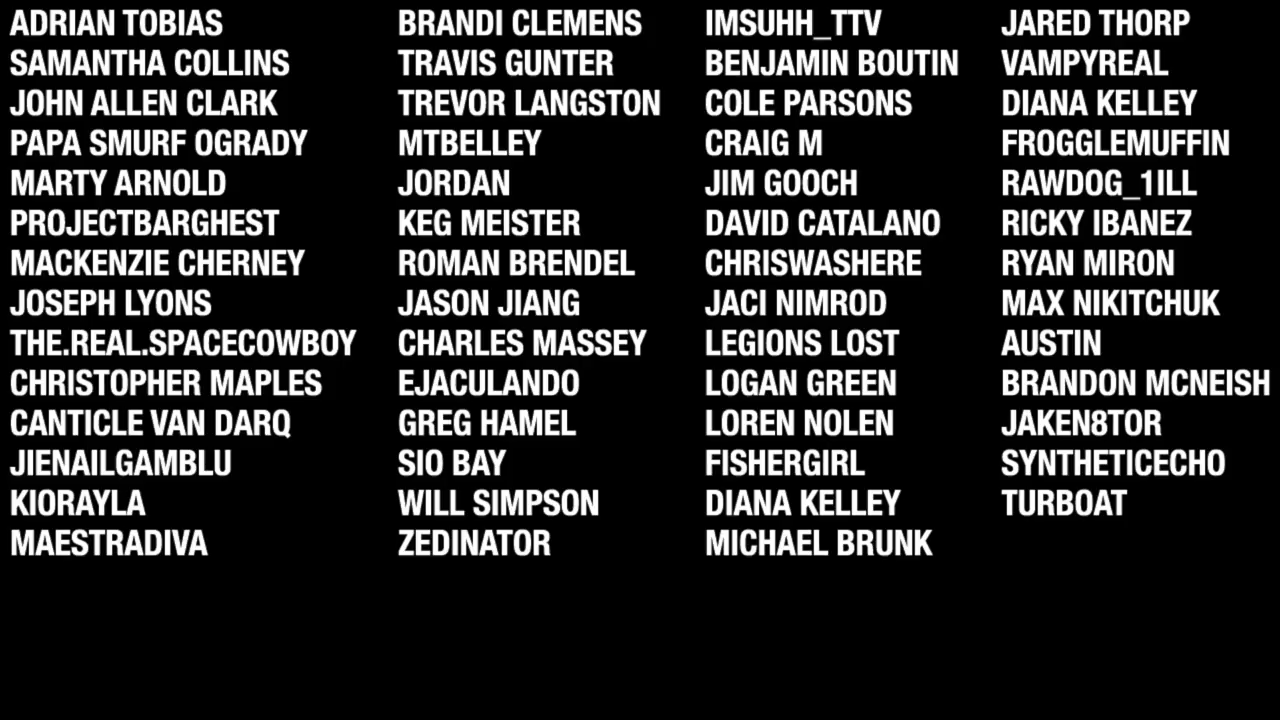 ADRIAN TOBIAS
SAMANTHA COLLINS
JOHN ALLEN CLARK
PAPA SMURF OGRADY
MARTY ARNOLD
PROJECTBARGHEST
MACKENZIE CHERNEY
JOSEPH LYONS
THE.REAL.SPACECOWBOY
CHRISTOPHER MAPLES
CANTICLE VAN DARQ
JIENAILGAMBLU
KIORAYLA
MAESTRADIVA
BRANDI CLEMENS
TRAVIS GUNTER
TREVOR LANGSTON
MTBELLEY
JORDAN
KEG MEISTER
ROMAN BRENDEL
JASON JIANG
CHARLES MASSEY
EJACULANDO
GREG HAMEL
SIO BAY
WILL SIMPSON
ZEDINATOR
IMSUHH_TTV
BENJAMIN BOUTIN
COLE PARSONS
CRAIG M
JIM GOOCH
DAVID CATALANO
CHRISWASHERE
JACI NIMROD
LEGIONS LOST
LOGAN GREEN
LOREN NOLEN
FISHERGIRL
DIANA KELLEY
MICHAEL BRUNK
JARED THORP
VAMPYREAL
DIANA KELLEY
FROGGLEMUFFIN
RAWDOG_1ILL
RICKY IBANEZ
RYAN MIRON
MAX NIKITCHUK
AUSTIN
BRANDON MCNEISH
JAKEN8TOR
SYNTHETICECHO
TURBOAT